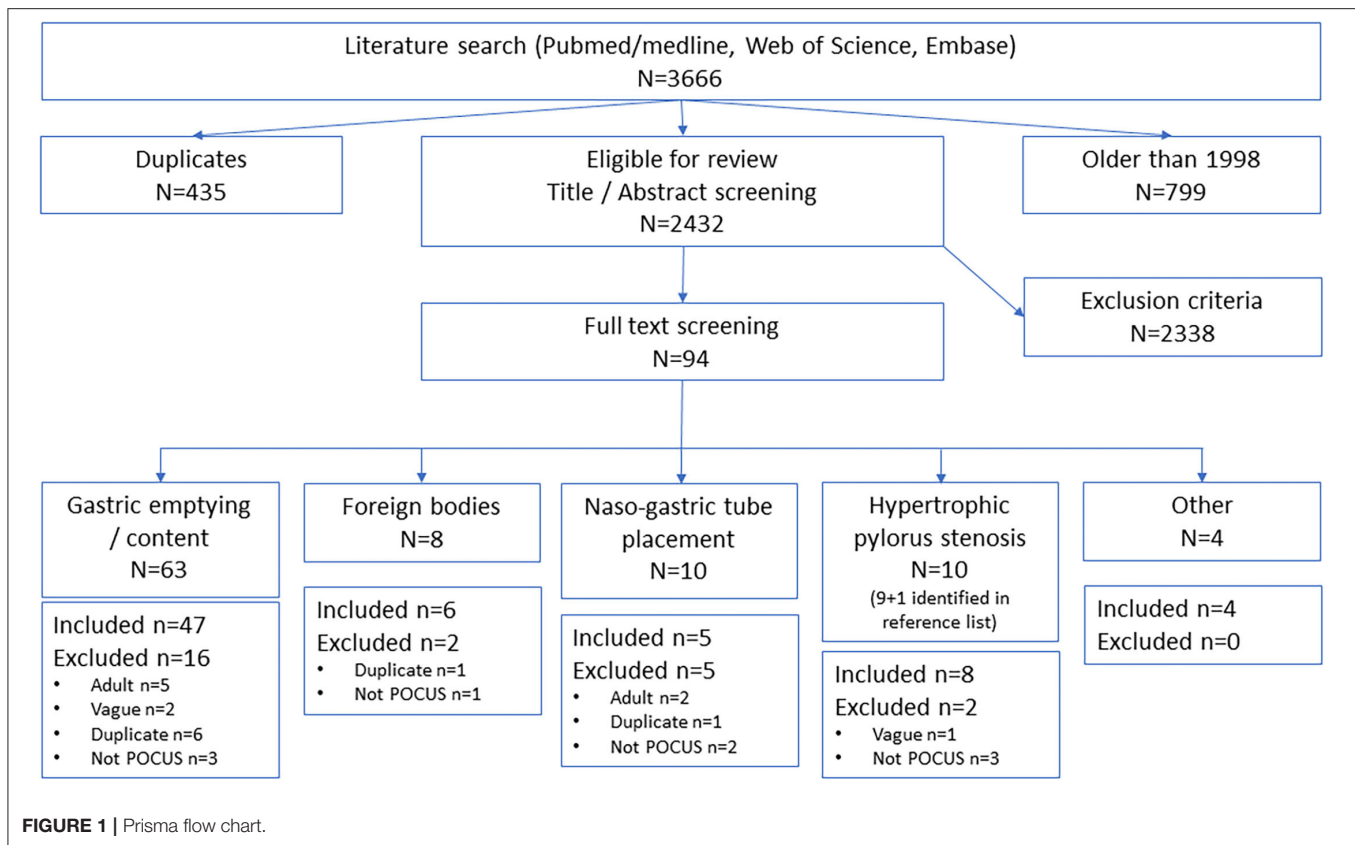 Literature search (Pubmed/medline, Web of Science, Embase)
N=3666
Duplicates
N=435
Eligible for review
Title / Abstract screening
N=2432
Older than 1998
N=799
Exclusion criteria
N=2338
Full text screening
N=94
Gastric emptying
/ content
N=63
Included n=47
Excluded n=16
• Adult n=5
• Vague n=2
• Duplicate n=6
• Not POCUS n=3
Foreign bodies
N=8
Included n=6
Excluded n=2
• Duplicate n=1
• Not POCUS n=1
Naso-gastric tube
placement
N=10
Included n=5
Excluded n=5
• Adult n=2
• Duplicate n=1
• Not POCUS n=2
Hypertrophic
pylorus stenosis
N=10
(9+1 identified in
reference list)
Included n=8
Excluded n=2
• Vague n=1
• Not POCUS n=3
Other
N=4
Included n=4
Excluded n=0
FIGURE 1 | Prisma flow chart.